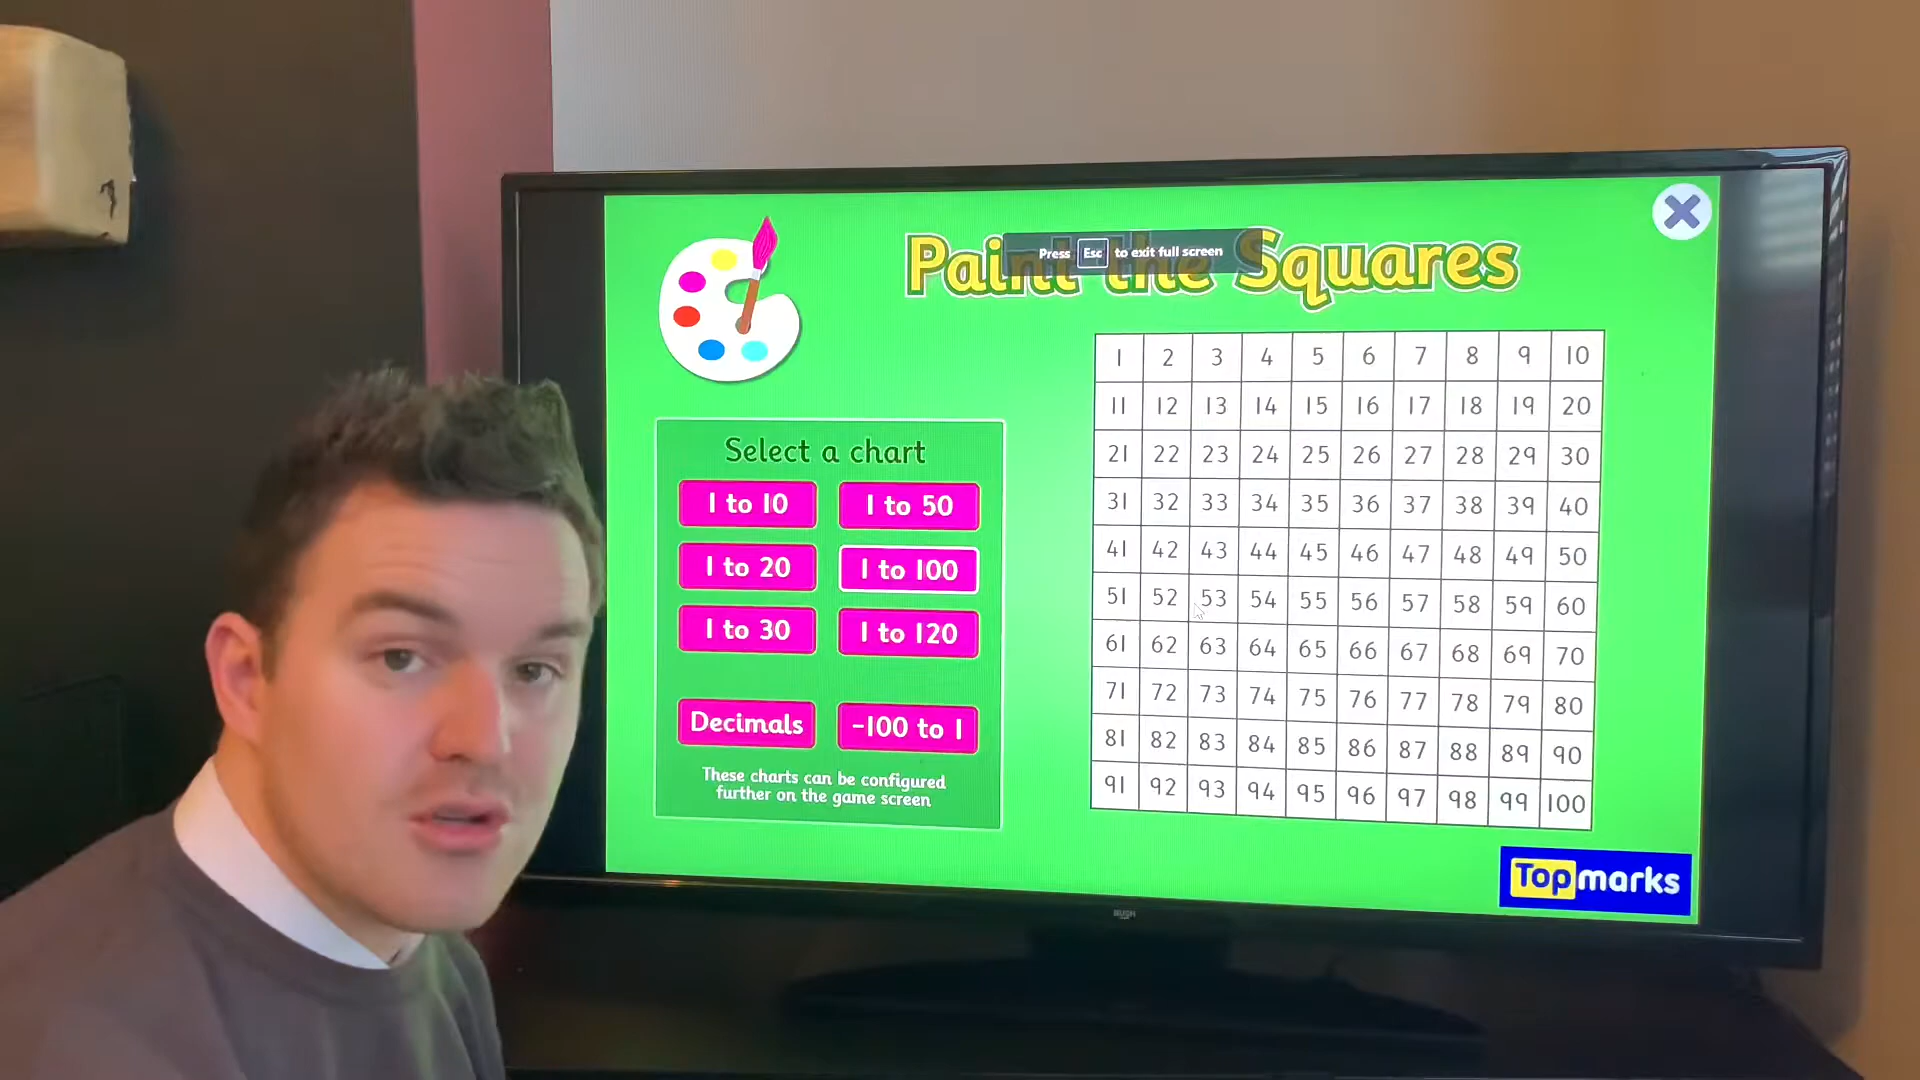 Paint the Squares
Press Esc to exit full screen
Select a chart
1 to 10
1 to 50
1 to 20
1 to 100
1 to 30
1 to 120
Decimals
-100 to 1
These charts can be configured
further on the game screen
1 2 3 4 5 6 7 8 9 10
11 12 13 14 15 16 17 18 19 20
21 22 23 24 25 26 27 28 29 30
31 32 33 34 35 36 37 38 39 40
41 42 43 44 45 46 47 48 49 50
51 52 53 54 55 56 57 58 59 60
61 62 63 64 65 66 67 68 69 70
71 72 73 74 75 76 77 78 79 80
81 82 83 84 85 86 87 88 89 90
91 92 93 94 95 96 97 98 99 100
Topmarks
BUSH